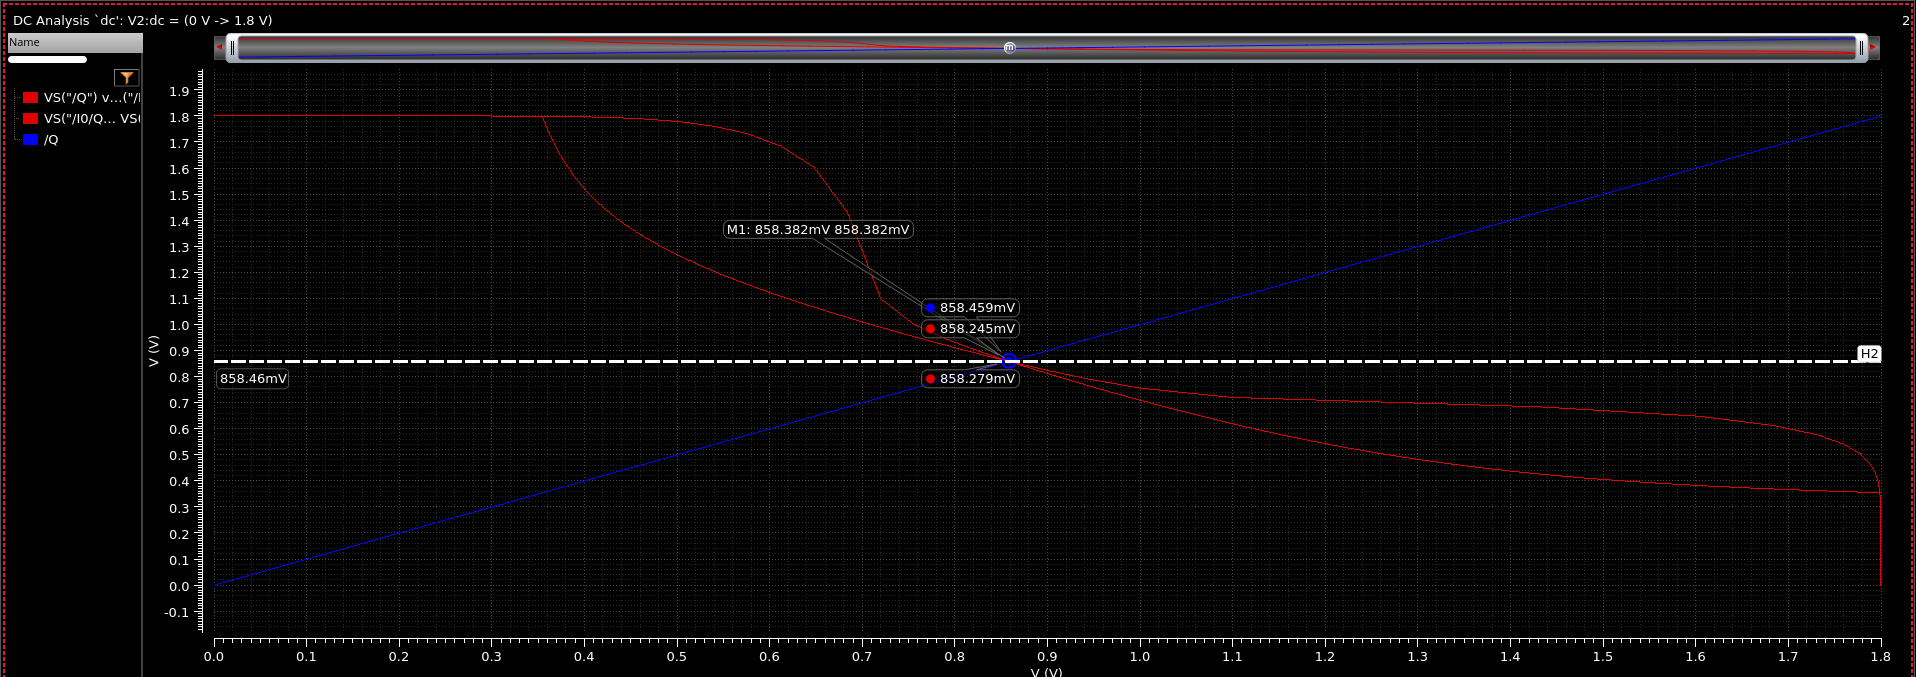 DC Analysis `dc': V2:dc = (0 V -> 1.8 V)
2
Name
VS("/Q") v...("/I
VS("/I0/Q... VS(
/Q
1.9
1.8
1.7
1.6
1.5
1.4
1.3
1.2
1.1
1.0
0.9
0.8
0.7
0.6
0.5
0.4
0.3
0.2
0.1
0.0
-0.1
V (V)
M1: 858.382mV 858.382mV
858.459mV
858.245mV
H2
858.46mV
858.279mV
0.0 0.1 0.2 0.3 0.4 0.5 0.6 0.7 0.8 0.9 1.0 1.1 1.2 1.3 1.4 1.5 1.6 1.7 1.8
V (V)